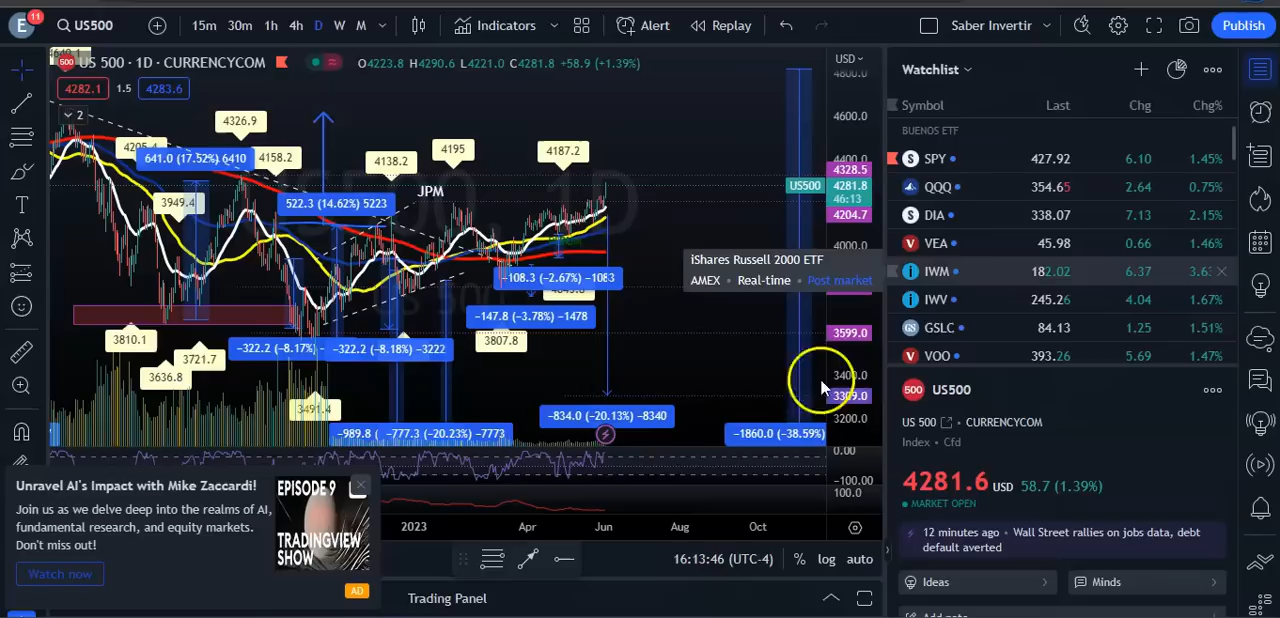 E 11 US500 15m 30m 1h 4h D W M Indicators Alert Replay Saber Invertir Publish
US 500 · 1D · CURRENCYCOM O4223.8 H4290.6 L4221.0 C4281.8 +58.9 (+1.39%)
4282.1 1.5 4283.6
2
USD
4800.0
4600.0
4400.0
4328.5
US500 4281.8
46:13
4204.7
4000.0
3599.0
3400.0
3309.0
3200.0
0.00
−100.00
100.0
4326.9
641.0 (17.52%) 6410
4158.2
4138.2
4195
4187.2
JPM
3949.4
522.3 (14.62%) 5223
−108.3 (−2.67%) −1083
−147.8 (−3.78%) −1478
3810.1
3807.8
3721.7
−322.2 (−8.17%)
−322.2 (−8.18%) −3222
3636.8
3491.4
−834.0 (−20.13%) −8340
−989.8 (
−777.3 (−20.23%) −7773
−1860.0 (−38.59%)
iShares Russell 2000 ETF
AMEX • Real-time • Post market
2023 Apr Jun Aug Oct
16:13:46 (UTC-4) % log auto
Trading Panel
Unravel AI's Impact with Mike Zaccardi!
Join us as we delve deep into the realms of AI,
fundamental research, and equity markets.
Don't miss out!
Watch now
EPISODE 9
TRADINGVIEW
SHOW
AD
Watchlist
Symbol Last Chg Chg%
BUENOS ETF
SPY 427.92 6.10 1.45%
QQQ 354.65 2.64 0.75%
DIA 338.07 7.13 2.15%
VEA 45.98 0.66 1.46%
IWM 182.02 6.37 3.6
IWV 245.26 4.04 1.67%
GSLC 84.13 1.25 1.51%
VOO 393.26 5.69 1.47%
500 US500
US 500 • CURRENCYCOM
Index • Cfd
4281.6 USD 58.7 (1.39%)
MARKET OPEN
12 minutes ago • Wall Street rallies on jobs data, debt
default averted
Ideas Minds